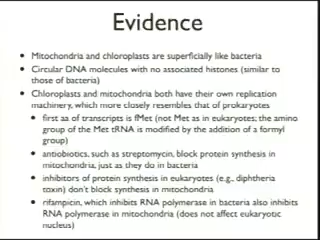 Evidence
• Mitochondria and chloroplasts are superficially like bacteria
• Circular DNA molecules with no associated histones (similar to
those of bacteria)
• Chloroplasts and mitochondria both have their own replication
machinery, which more closely resembles that of prokayotes
• first aa of transcripts is fMet (not Met as in eukaryotes; the amino
group of the Met tRNA is modified by the addition of a formyl
group)
• antiobiotics, such as streptomycin, block protein synthesis in
mitochondria, just as they do in bacteria
• inhibitors of protein synthesis in eukaryotes (e.g., diphtheria
toxin) don't block synthesis in mitochondria
• rifampicin, which inhibits RNA polymerase in bacteria also inhibits
RNA polymerase in mitochondria (does not affect eukaryotic
nucleus)